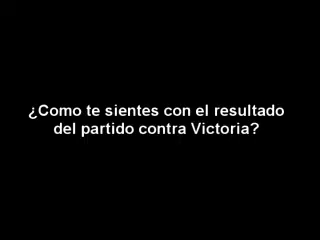 ¿Como te sientes con el resultado
del partido contra Victoria?